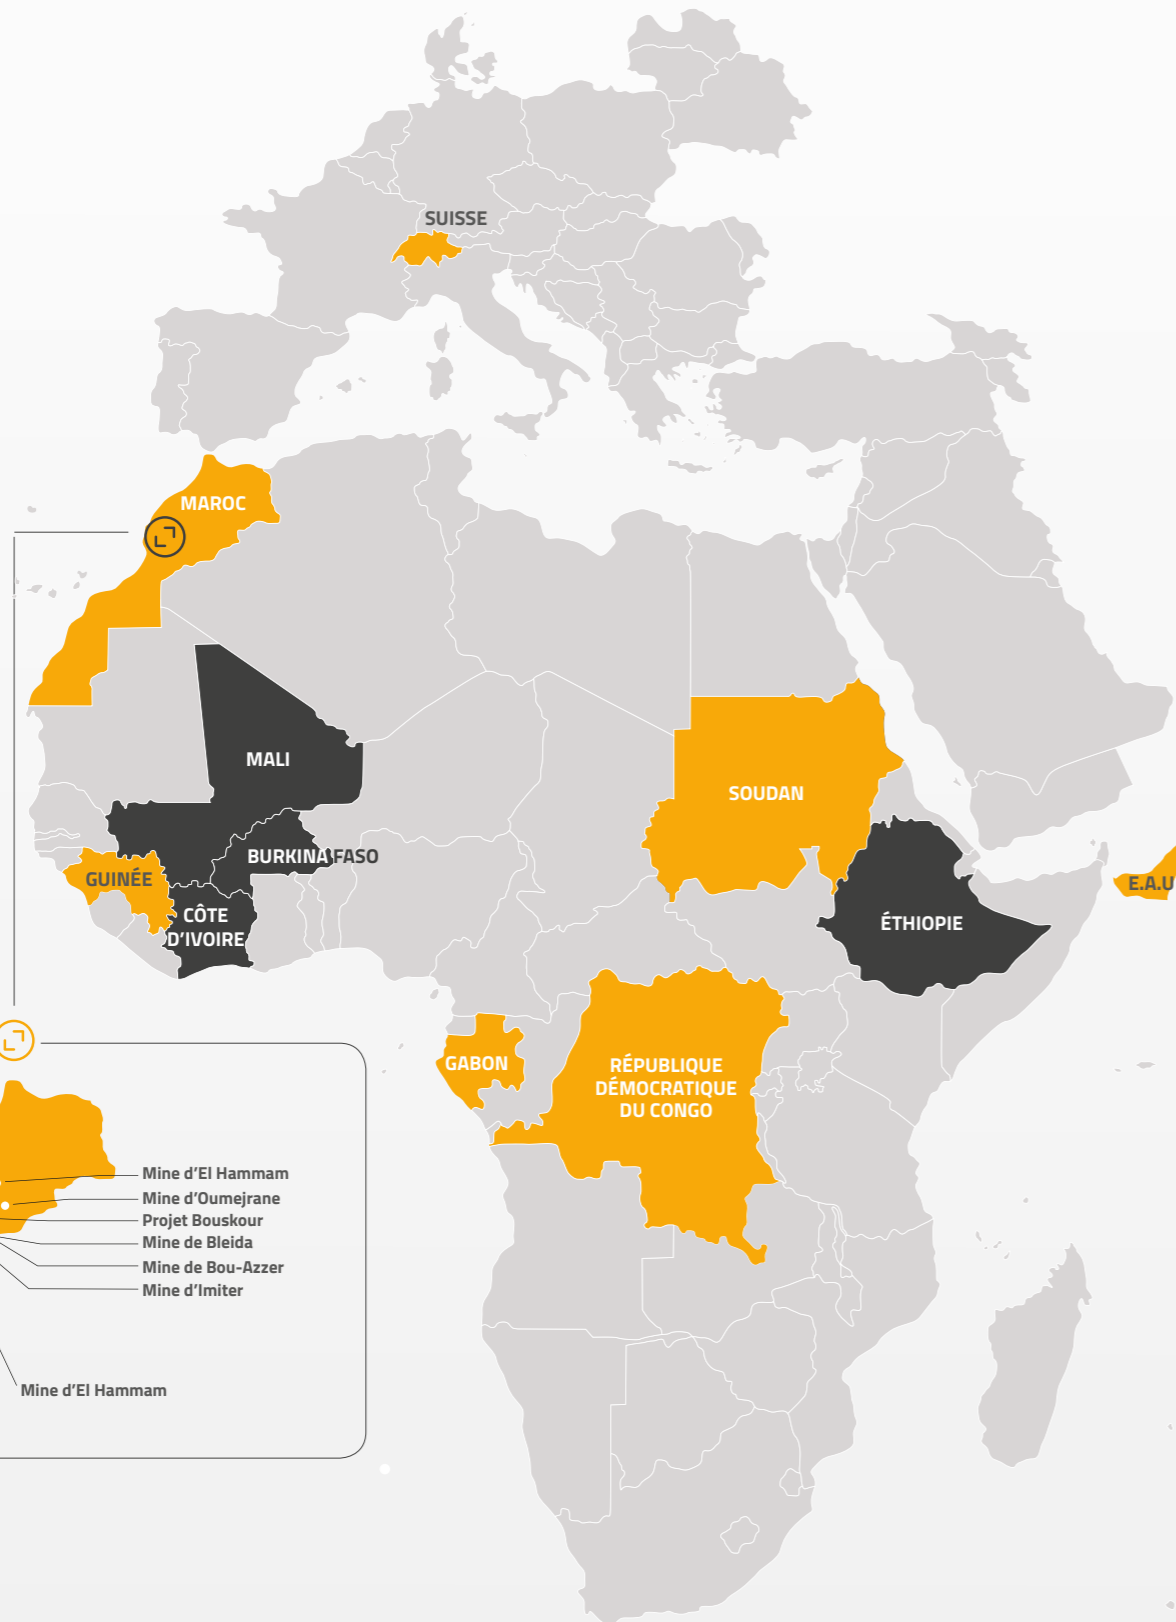 SUISSE
MAROC
MALI
SOUDAN
BURKINA FASO
GUINÉE
E.A.U
CÔTE
D'IVOIRE
ÉTHIOPIE
GABON
RÉPUBLIQUE
DÉMOCRATIQUE
DU CONGO
Mine d'El Hammam
Mine d'Oumejrane
Projet Bouskour
Mine de Bleida
Mine de Bou-Azzer
Mine d'Imiter
Mine d'El Hammam